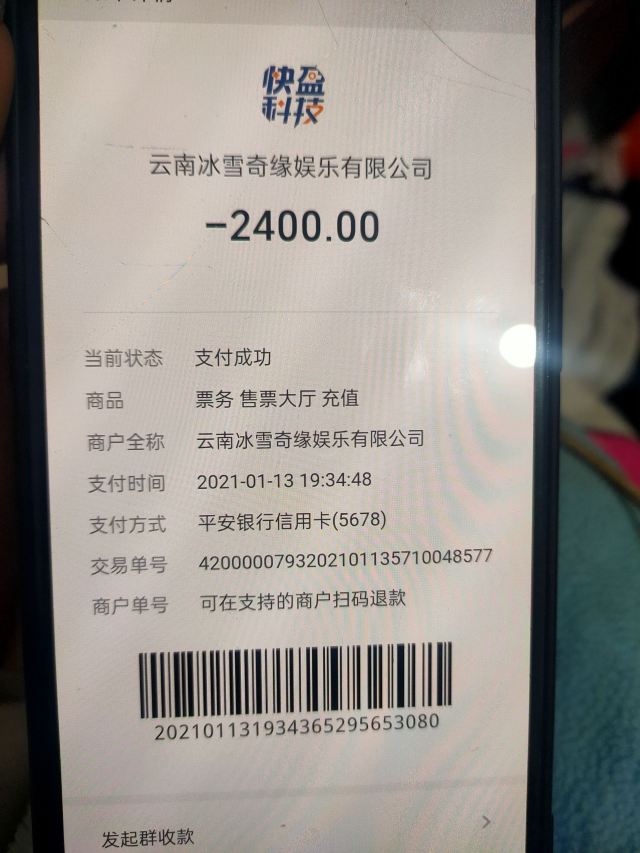 快盈
科技
云南冰雪奇缘娱乐有限公司
-2400.00
当前状态 支付成功
商品 票务 售票大厅 充值
商户全称 云南冰雪奇缘娱乐有限公司
支付时间 2021-01-13 19:34:48
支付方式 平安银行信用卡(5678)
交易单号 4200000793202101135710048577
商户单号 可在支持的商户扫码退款
2021011319343652956​53080
发起群收款